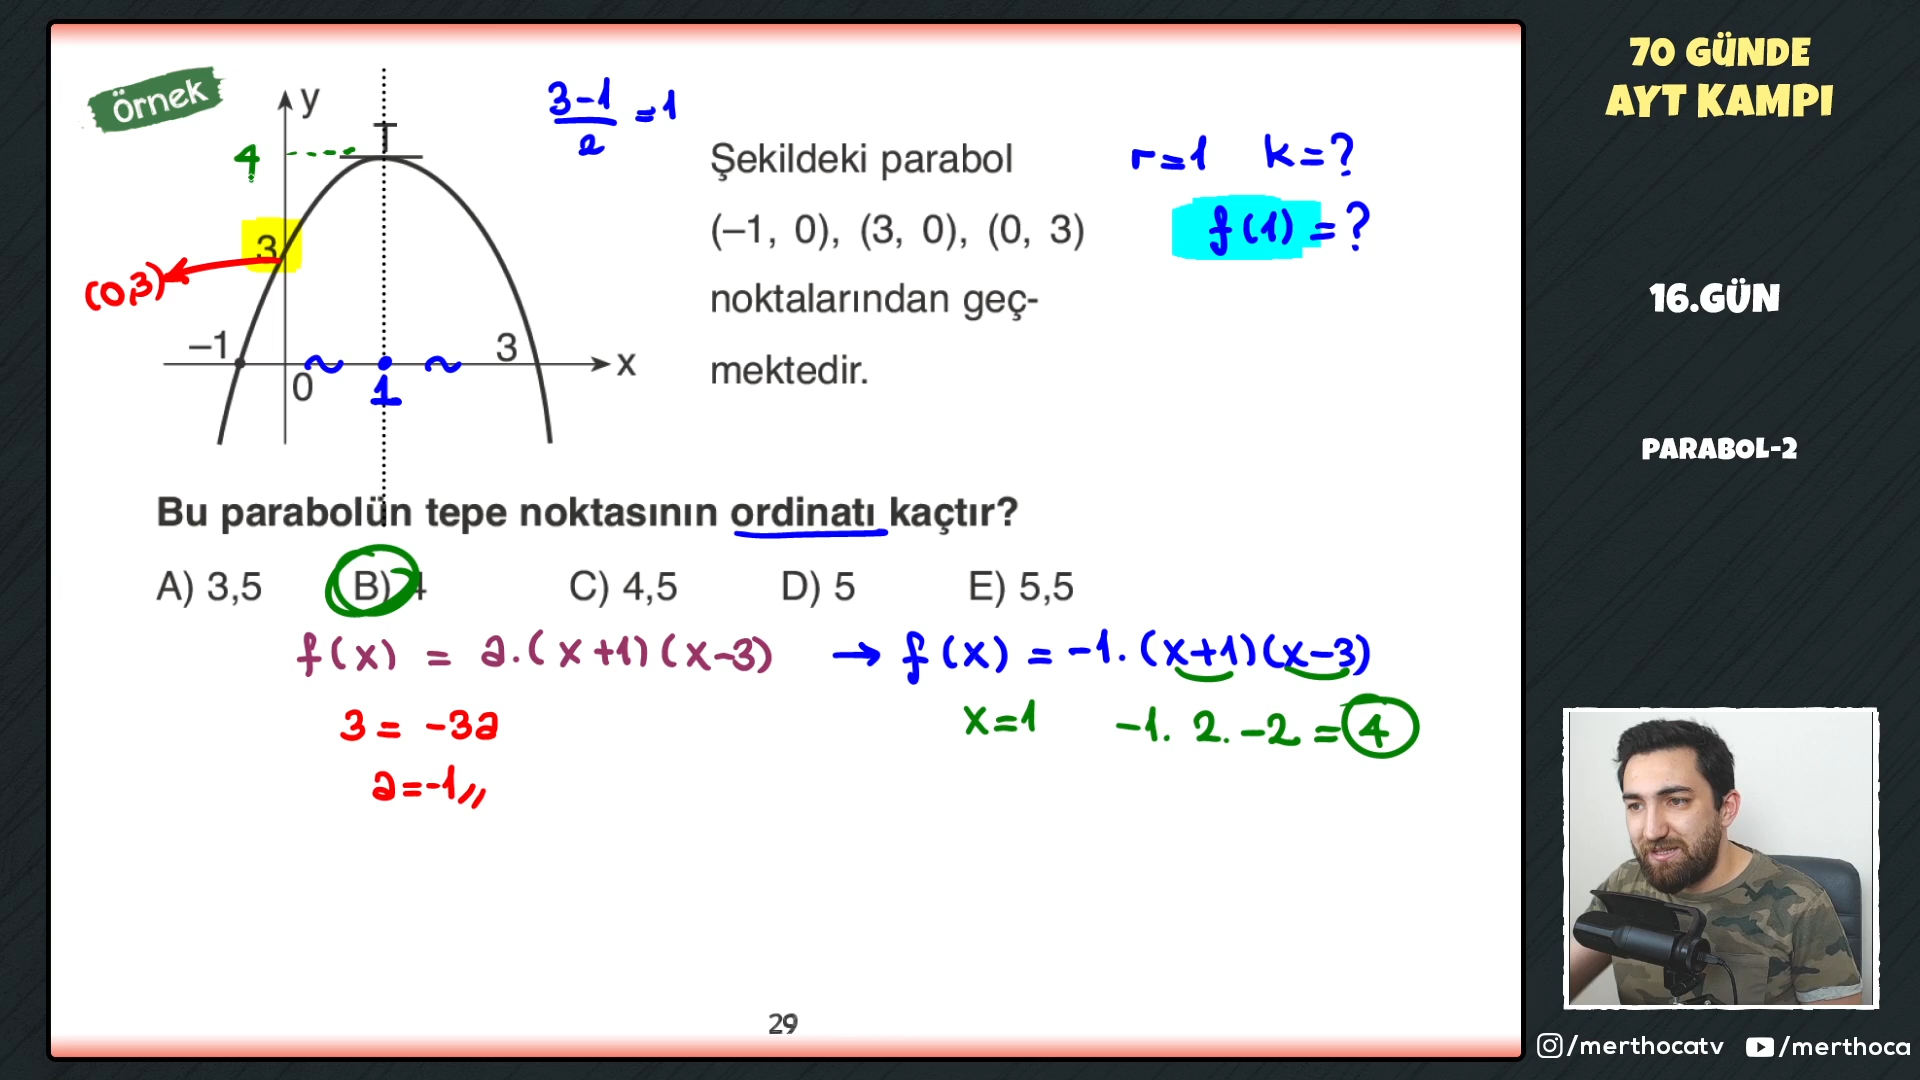 Örnek
y
T
4
3
(0,3)
-1
0
1
3
x
3-1
2
=1
Şekildeki parabol
(–1, 0), (3, 0), (0, 3)
noktalarından geç-
mektedir.
r=1 k=?
f(1)=?
Bu parabolün tepe noktasının ordinatı kaçtır?
A) 3,5 B) 4 C) 4,5 D) 5 E) 5,5
f(x) = a.(x+1)(x-3) → f(x) = -1.(x+1)(x-3)
3 = -3a
a=-1//
x=1 -1. 2. -2 = 4
29
70 GÜNDE
AYT KAMPI
16.GÜN
PARABOL-2
/merthocatv /merthoca